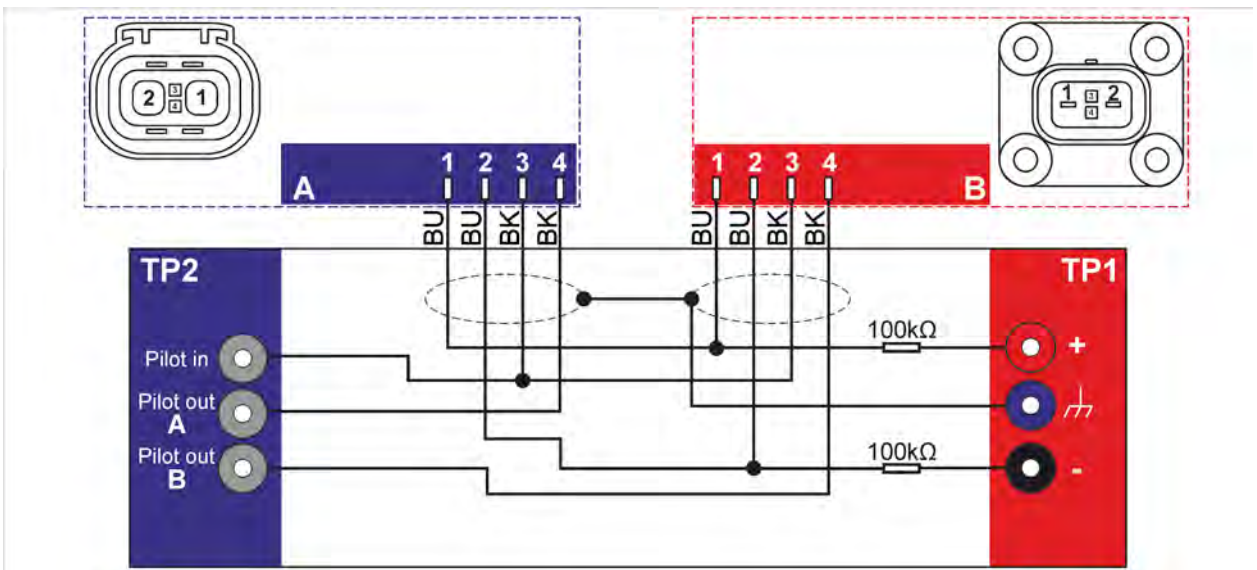 2 3 4 1
1 3 4 2
A 1 2 3 4
1 2 3 4 B
BU BU BK BK
BU BU BK BK
TP2
TP1
100kΩ
+
Pilot in
Pilot out
A
Pilot out
B
100kΩ
-